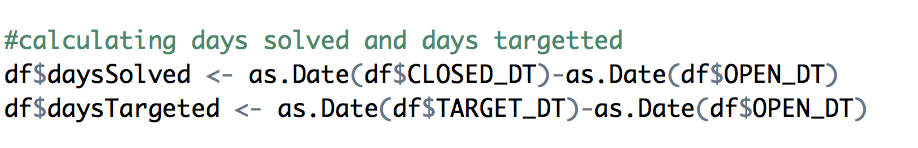 #calculating days solved and days targetted
df$daysSolved <- as.Date(df$CLOSED_DT)-as.Date(df$OPEN_DT)
df$daysTargeted <- as.Date(df$TARGET_DT)-as.Date(df$OPEN_DT)